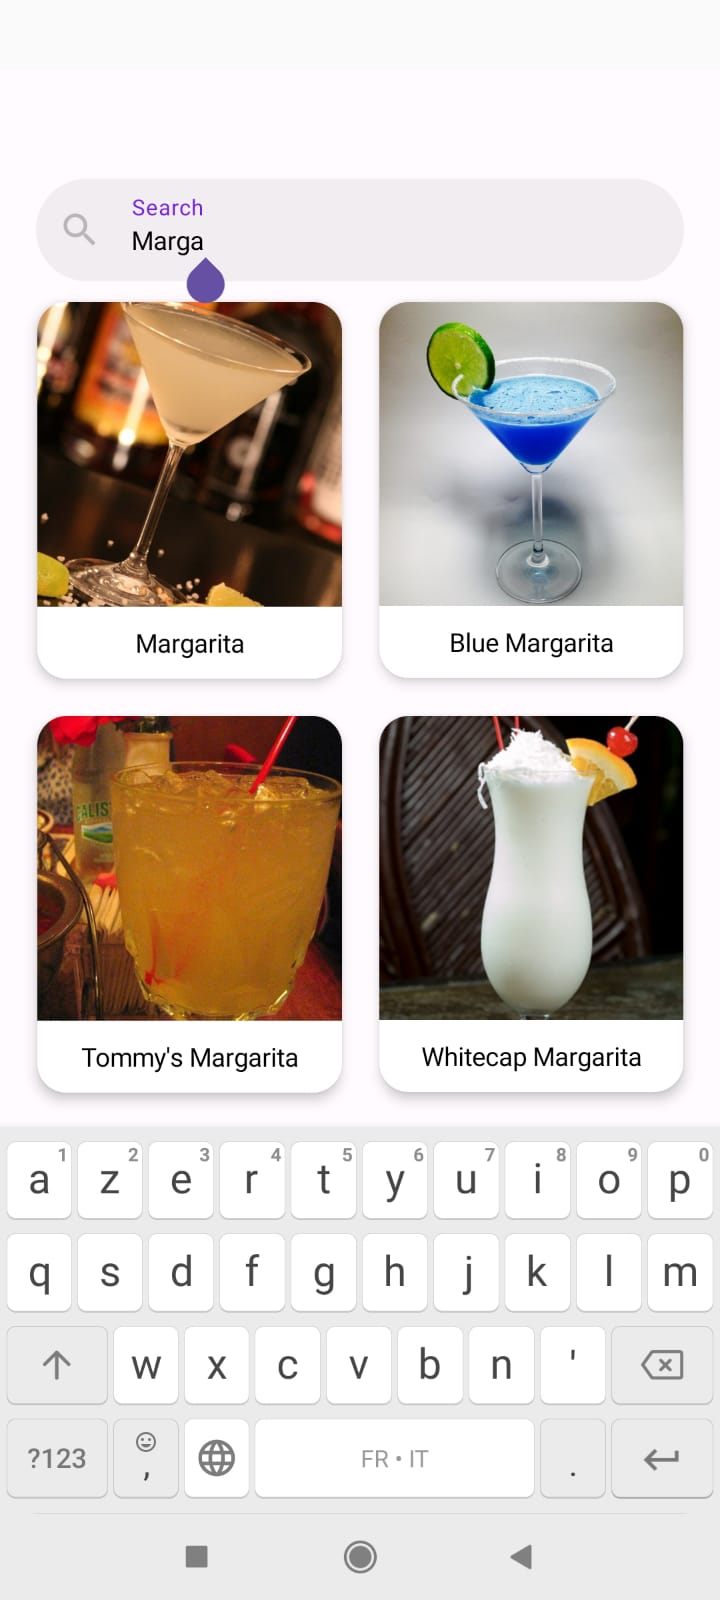 Search
Marga
Margarita
Blue Margarita
CALIS
Tommy's Margarita
Whitecap Margarita
1 2 3 4 5 6 7 8 9 0
a z e r t y u i o p
q s d f g h j k l m
w x c v b n '
?123 , FR • IT .